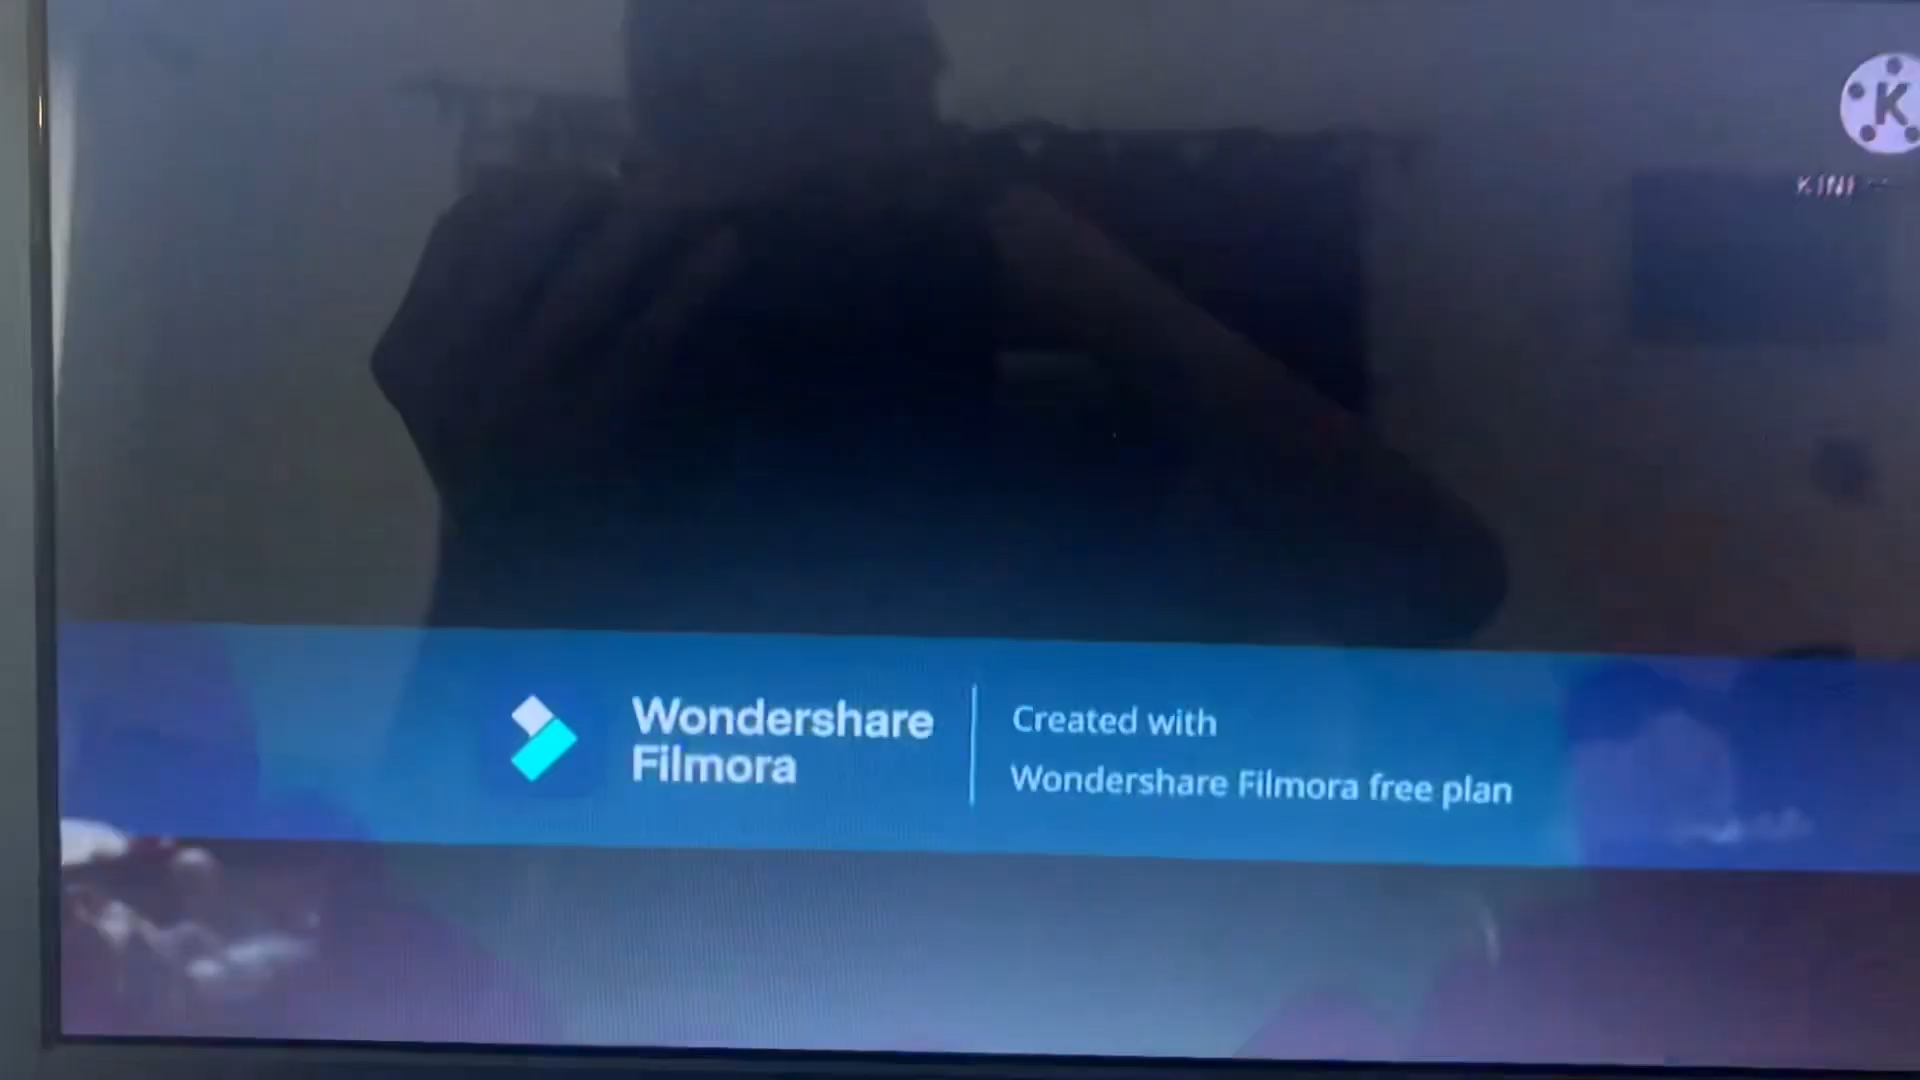 K
Wondershare
Filmora
Created with
Wondershare Filmora free plan